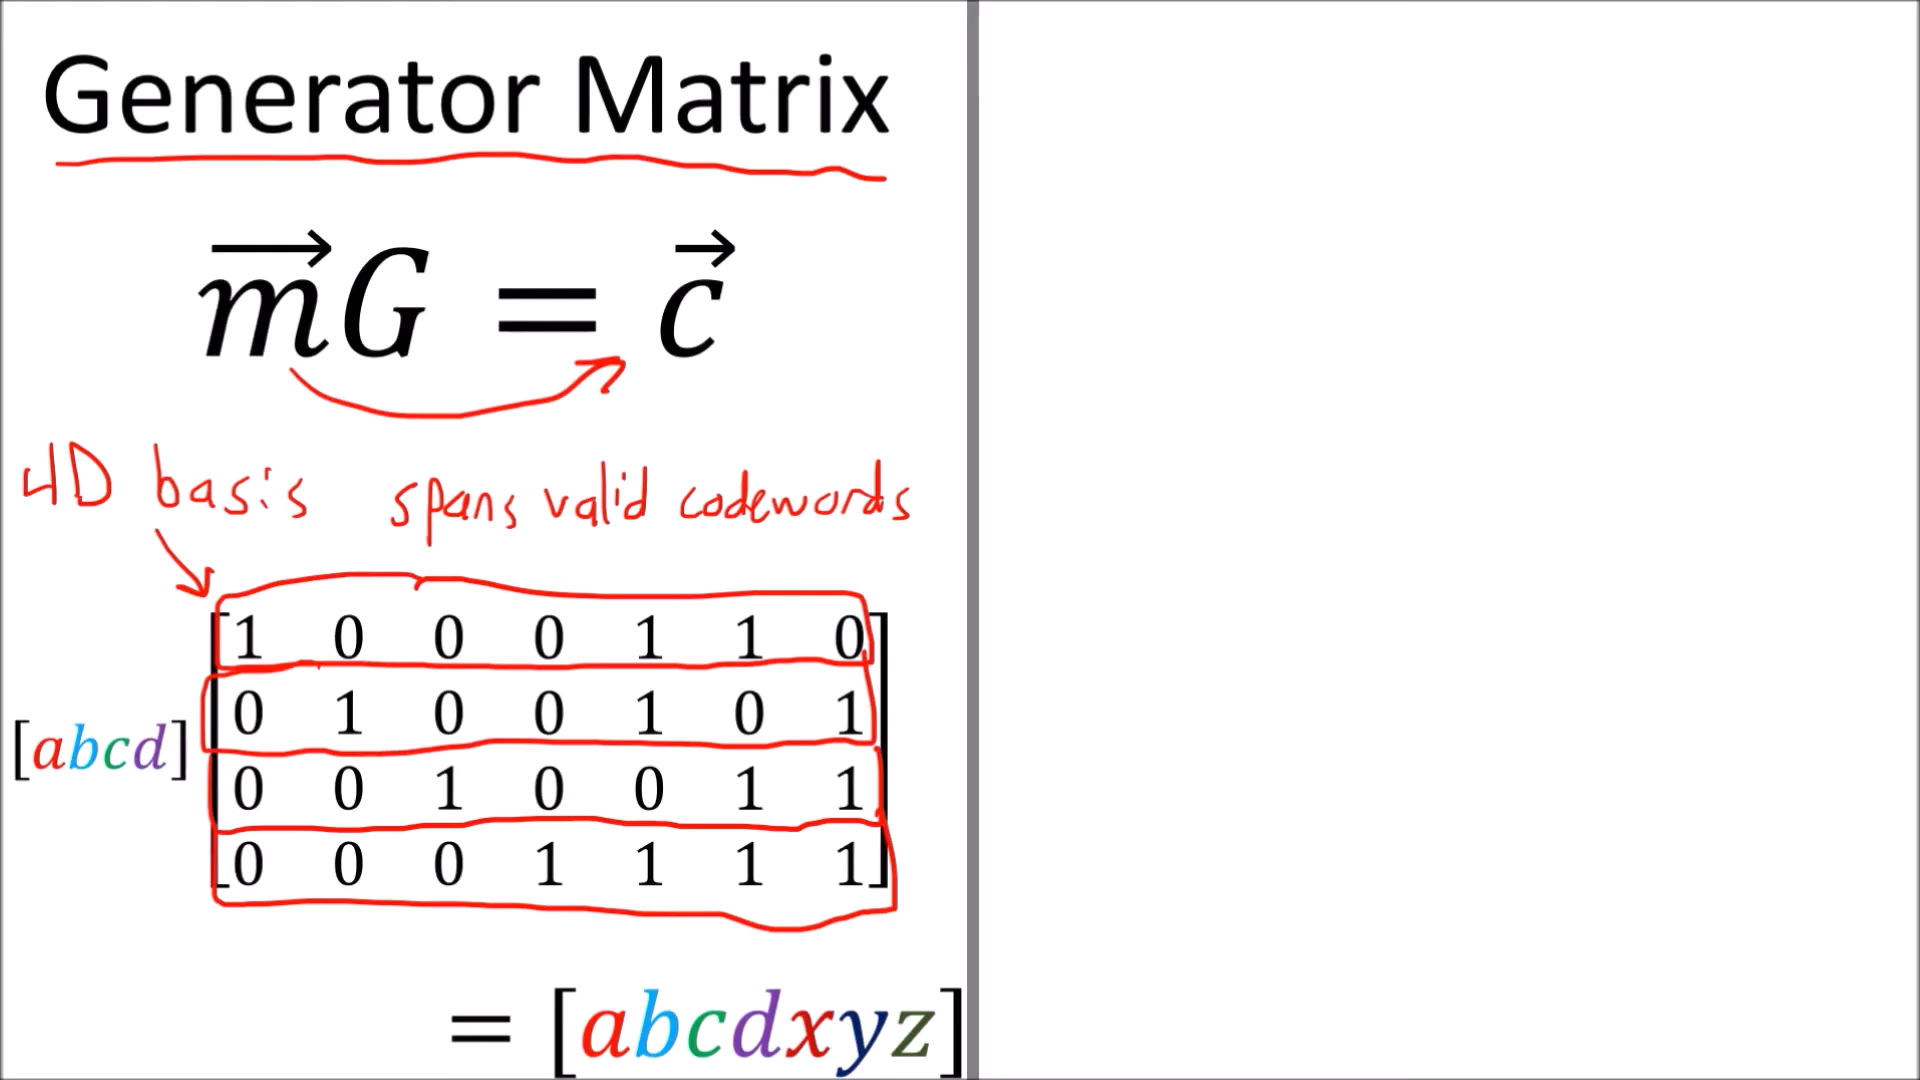 Generator Matrix
m⃗G = c⃗
4D basis spans valid codewords
1 0 0 0 1 1 0
0 1 0 0 1 0 1
[abcd]
0 0 1 0 0 1 1
0 0 0 1 1 1 1
= [abcdxyz]